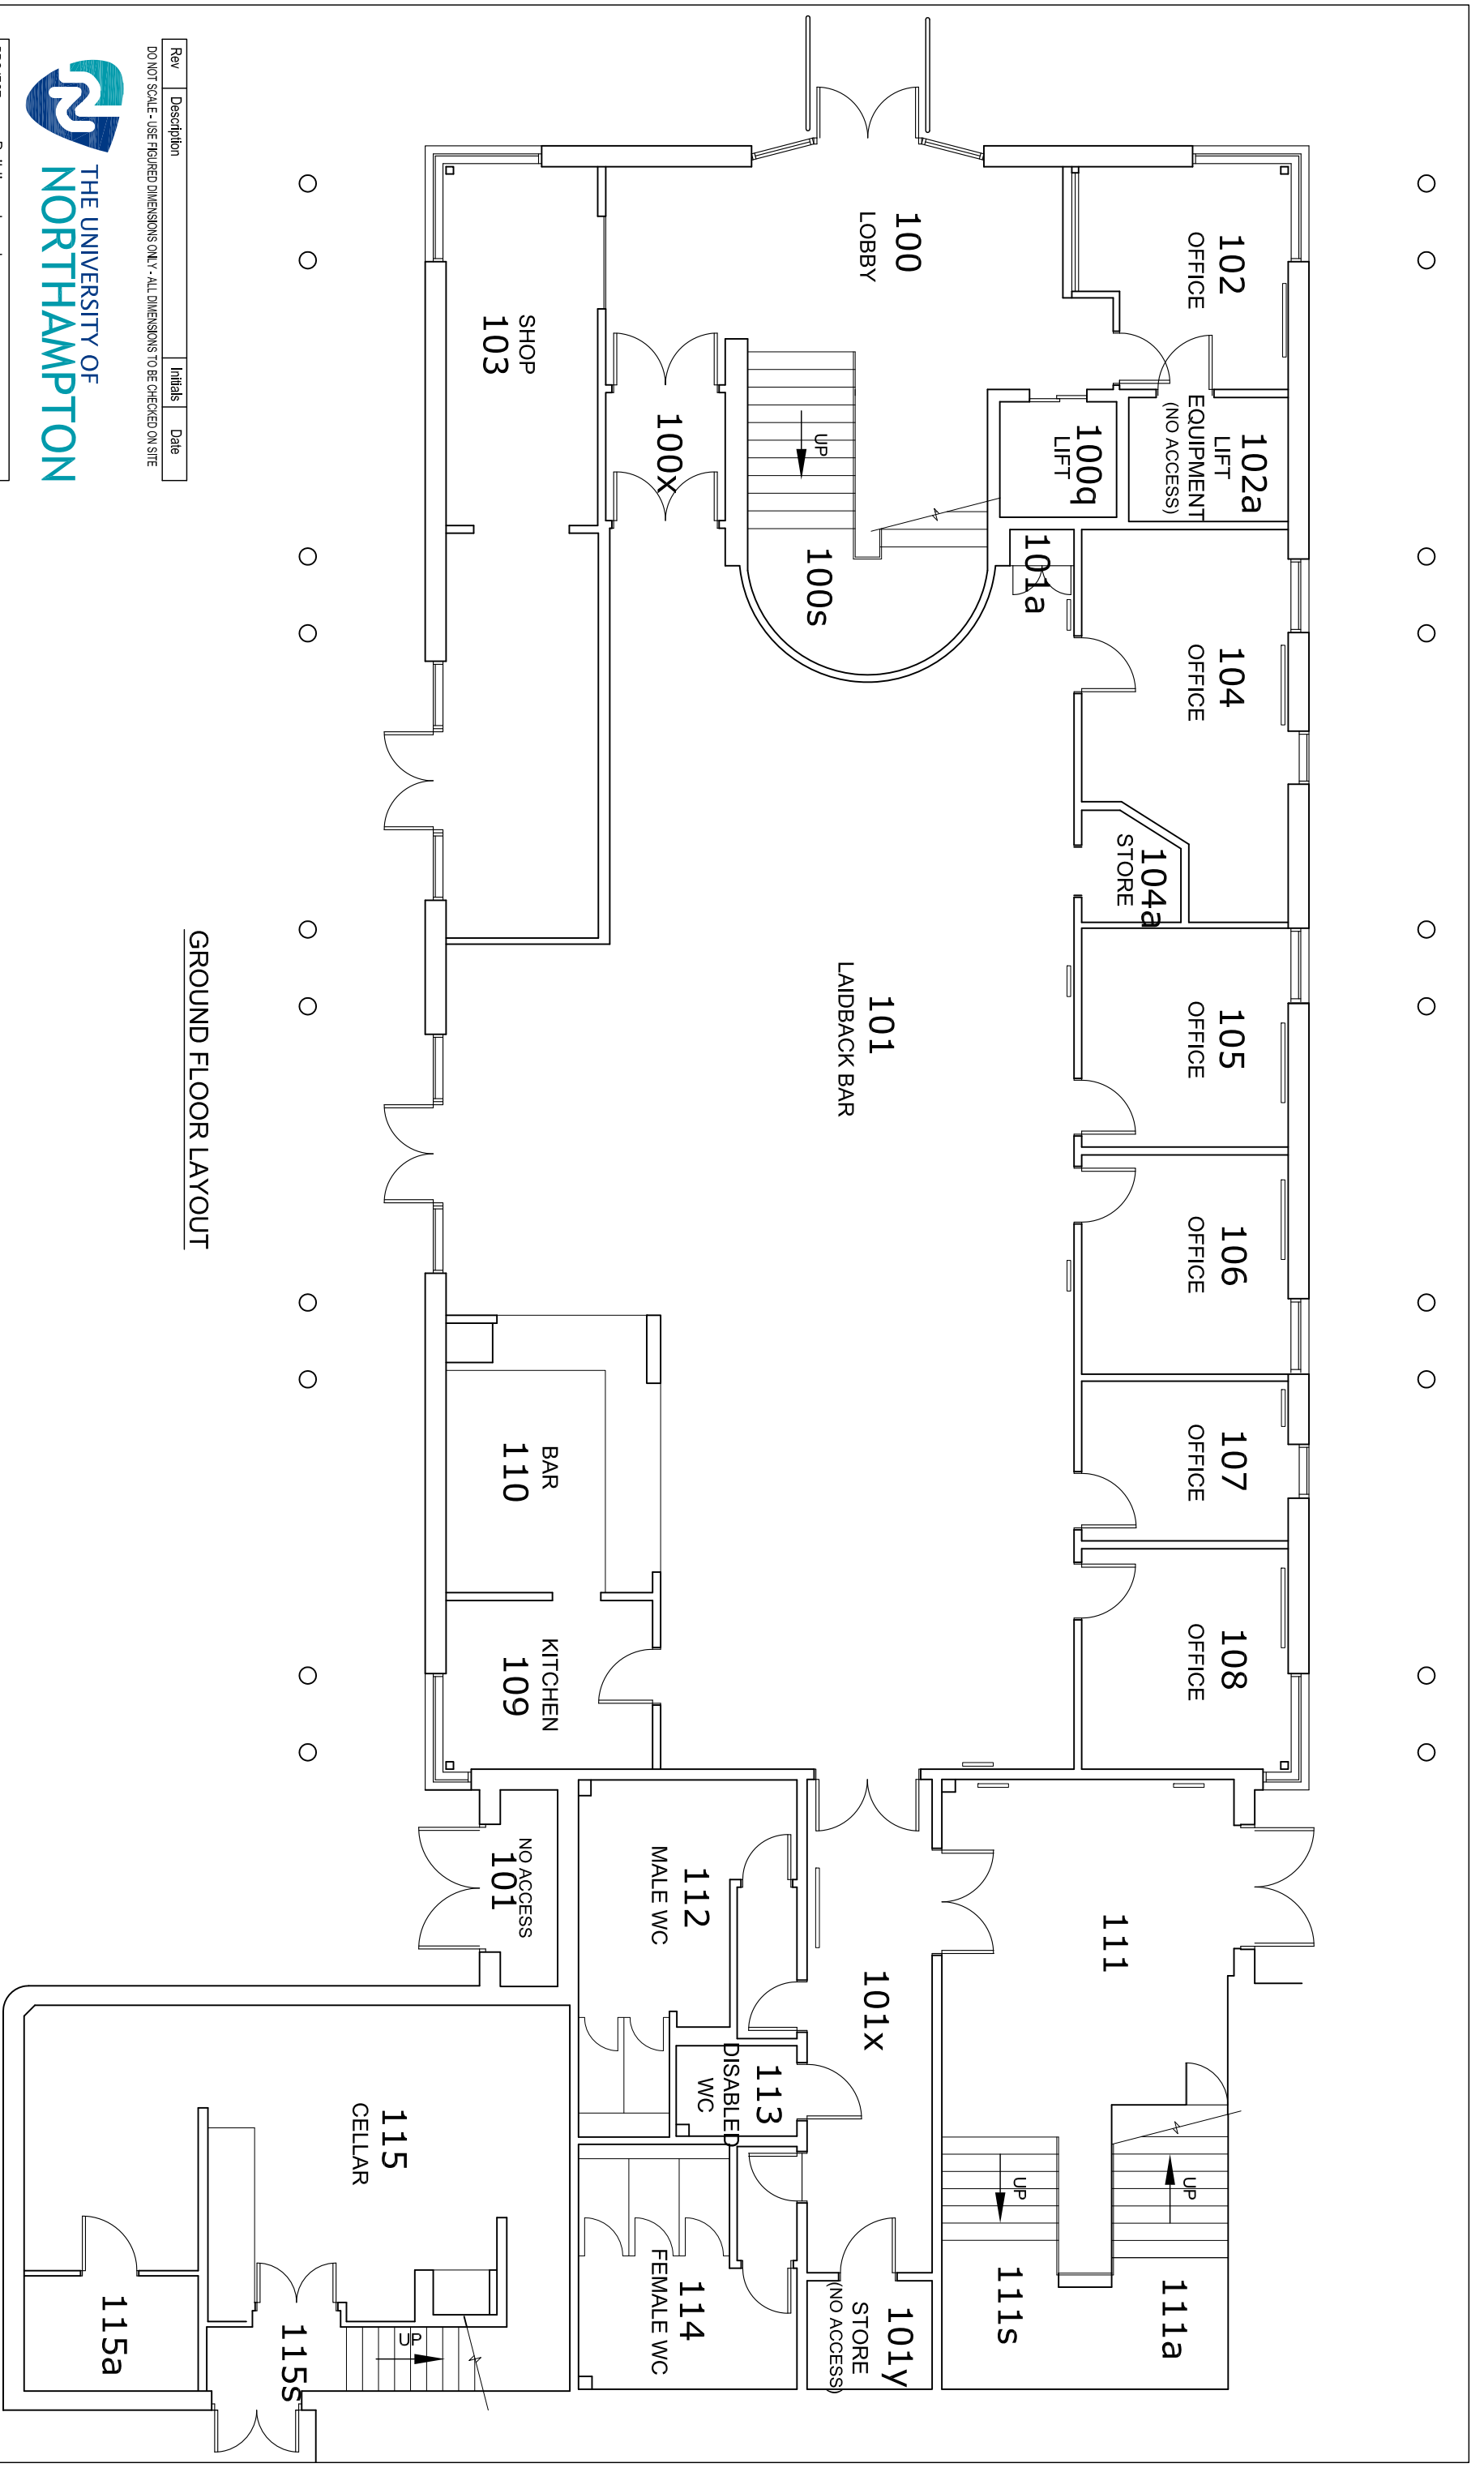 102
OFFICE
102a
LIFT
EQUIPMENT
(NO ACCESS)
104
OFFICE
104a
STORE
105
OFFICE
106
OFFICE
107
OFFICE
108
OFFICE
100
LOBBY
100q
LIFT
101a
UP
100s
100x
SHOP
103
101
LAIDBACK BAR
BAR
110
KITCHEN
109
111
UP
111a
UP
111s
101x
101y
STORE
(NO ACCESS)
112
MALE WC
113
DISABLED
WC
114
FEMALE WC
NO ACCESS
101
115
CELLAR
UP
115s
115a
GROUND FLOOR LAYOUT
Rev Description Initials Date
DO NOT SCALE - USE FIGURED DIMENSIONS ONLY - ALL DIMENSIONS TO BE CHECKED ON SITE
THE UNIVERSITY OF
NORTHAMPTON